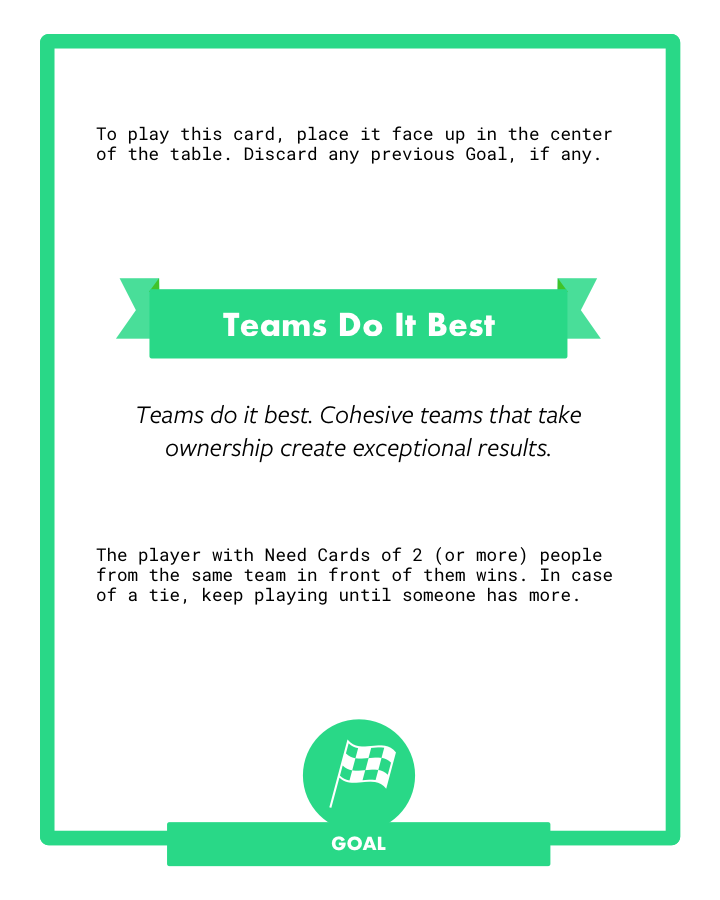 To play this card, place it face up in the center
of the table. Discard any previous Goal, if any.
Teams Do It Best
Teams do it best. Cohesive teams that take
ownership create exceptional results.
The player with Need Cards of 2 (or more) people
from the same team in front of them wins. In case
of a tie, keep playing until someone has more.
GOAL